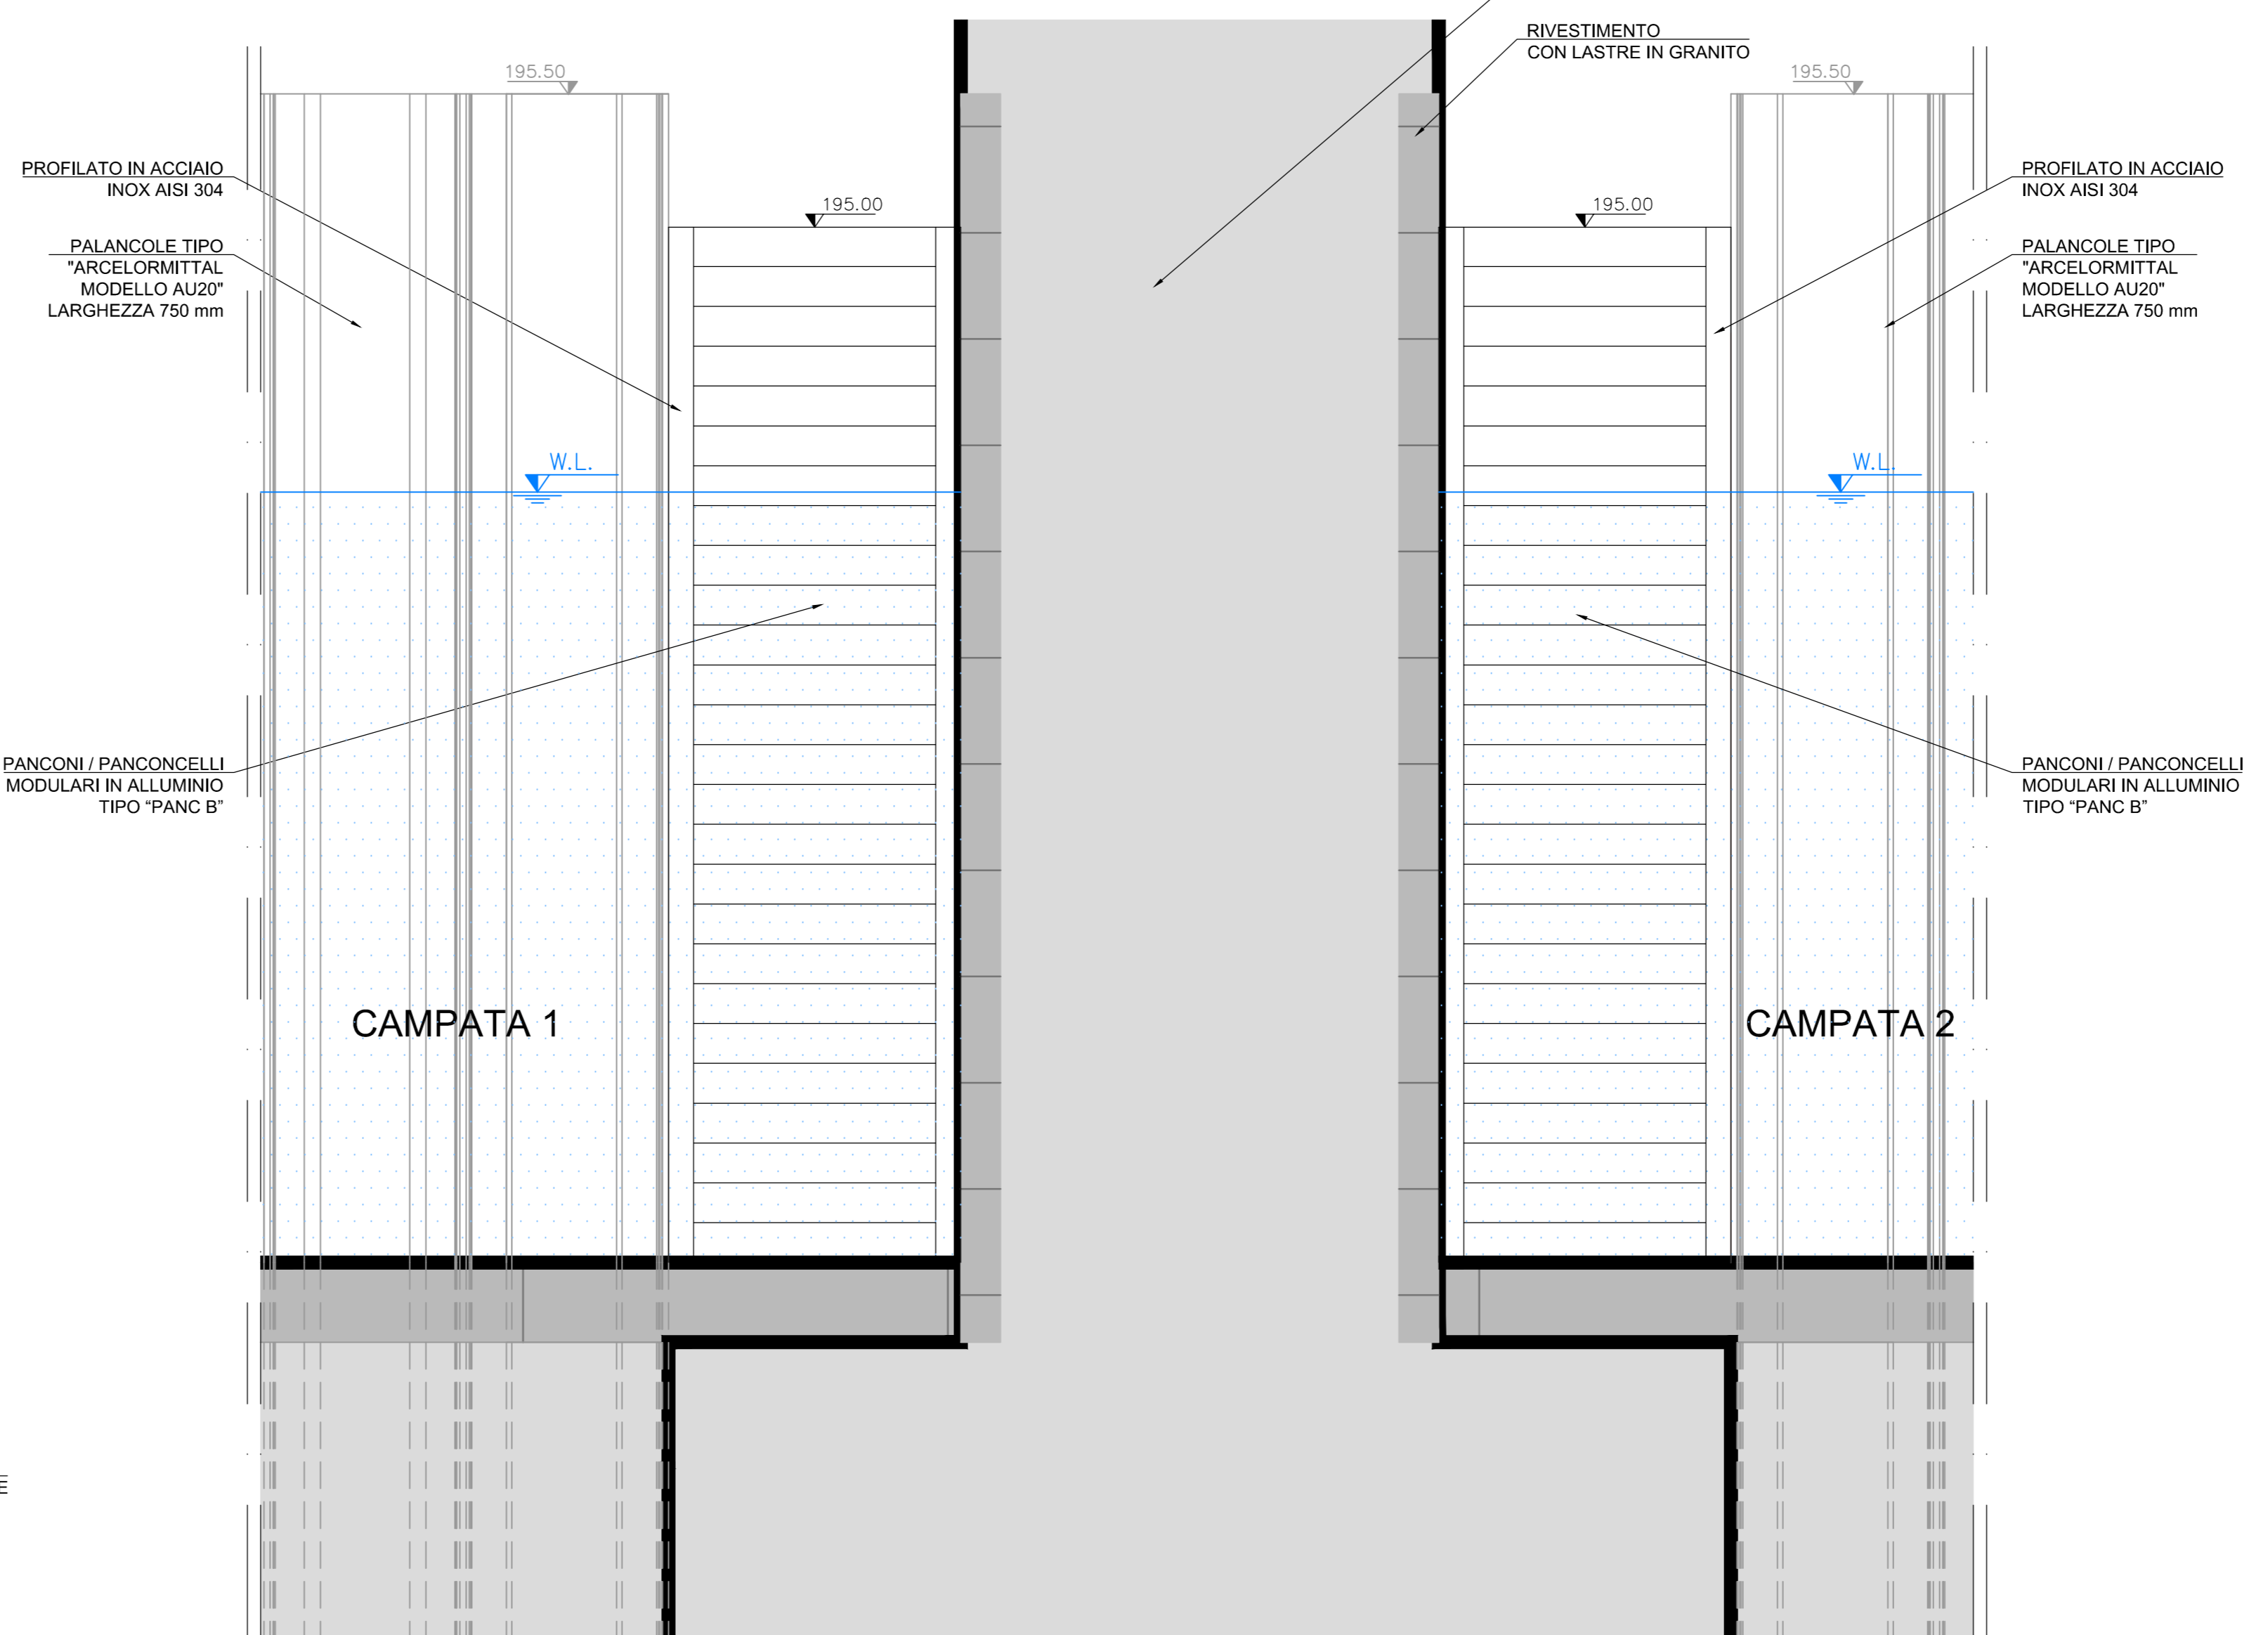 RIVESTIMENTO
CON LASTRE IN GRANITO
195.50
195.50
PROFILATO IN ACCIAIO
INOX AISI 304
PROFILATO IN ACCIAIO
INOX AISI 304
195.00
195.00
PALANCOLE TIPO
"ARCELORMITTAL
MODELLO AU20"
LARGHEZZA 750 mm
PALANCOLE TIPO
"ARCELORMITTAL
MODELLO AU20"
LARGHEZZA 750 mm
W.L.
W.L.
PANCONI / PANCONCELLI
MODULARI IN ALLUMINIO
TIPO “PANC B”
PANCONI / PANCONCELLI
MODULARI IN ALLUMINIO
TIPO “PANC B”
CAMPATA 1
CAMPATA 2
E